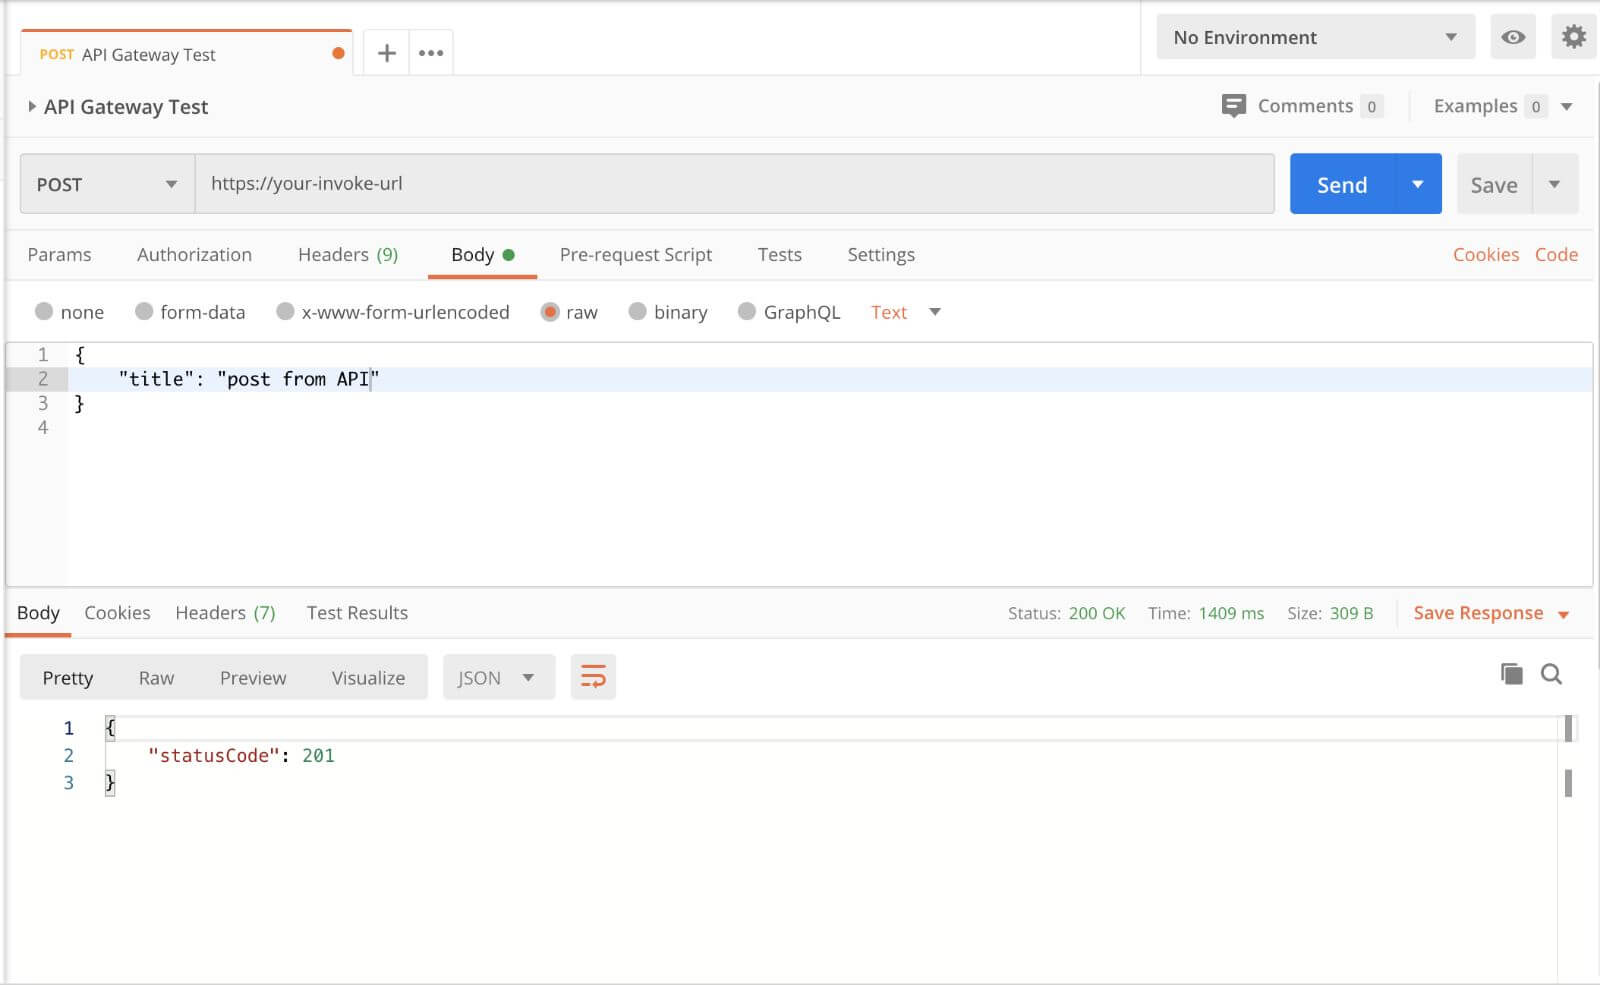 POST API Gateway Test
No Environment
API Gateway Test
Comments 0 Examples 0
POST https://your-invoke-url Send Save
Params Authorization Headers (9) Body Pre-request Script Tests Settings Cookies Code
none form-data x-www-form-urlencoded raw binary GraphQL Text
1 {
2 "title": "post from API"
3 }
4
Body Cookies Headers (7) Test Results Status: 200 OK Time: 1409 ms Size: 309 B Save Response
Pretty Raw Preview Visualize JSON
1 {
2 "statusCode": 201
3 }